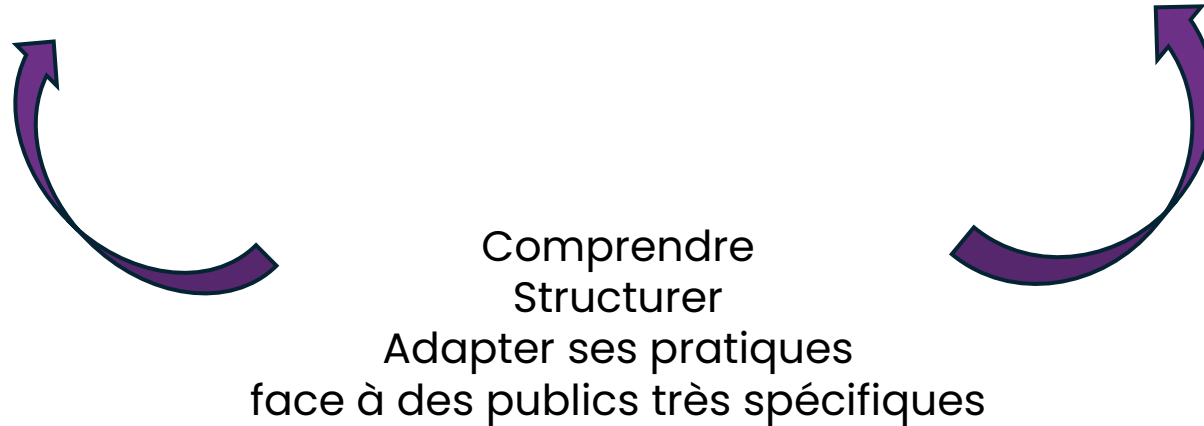 Comprendre
Structurer
Adapter ses pratiques
face à des publics très spécifiques